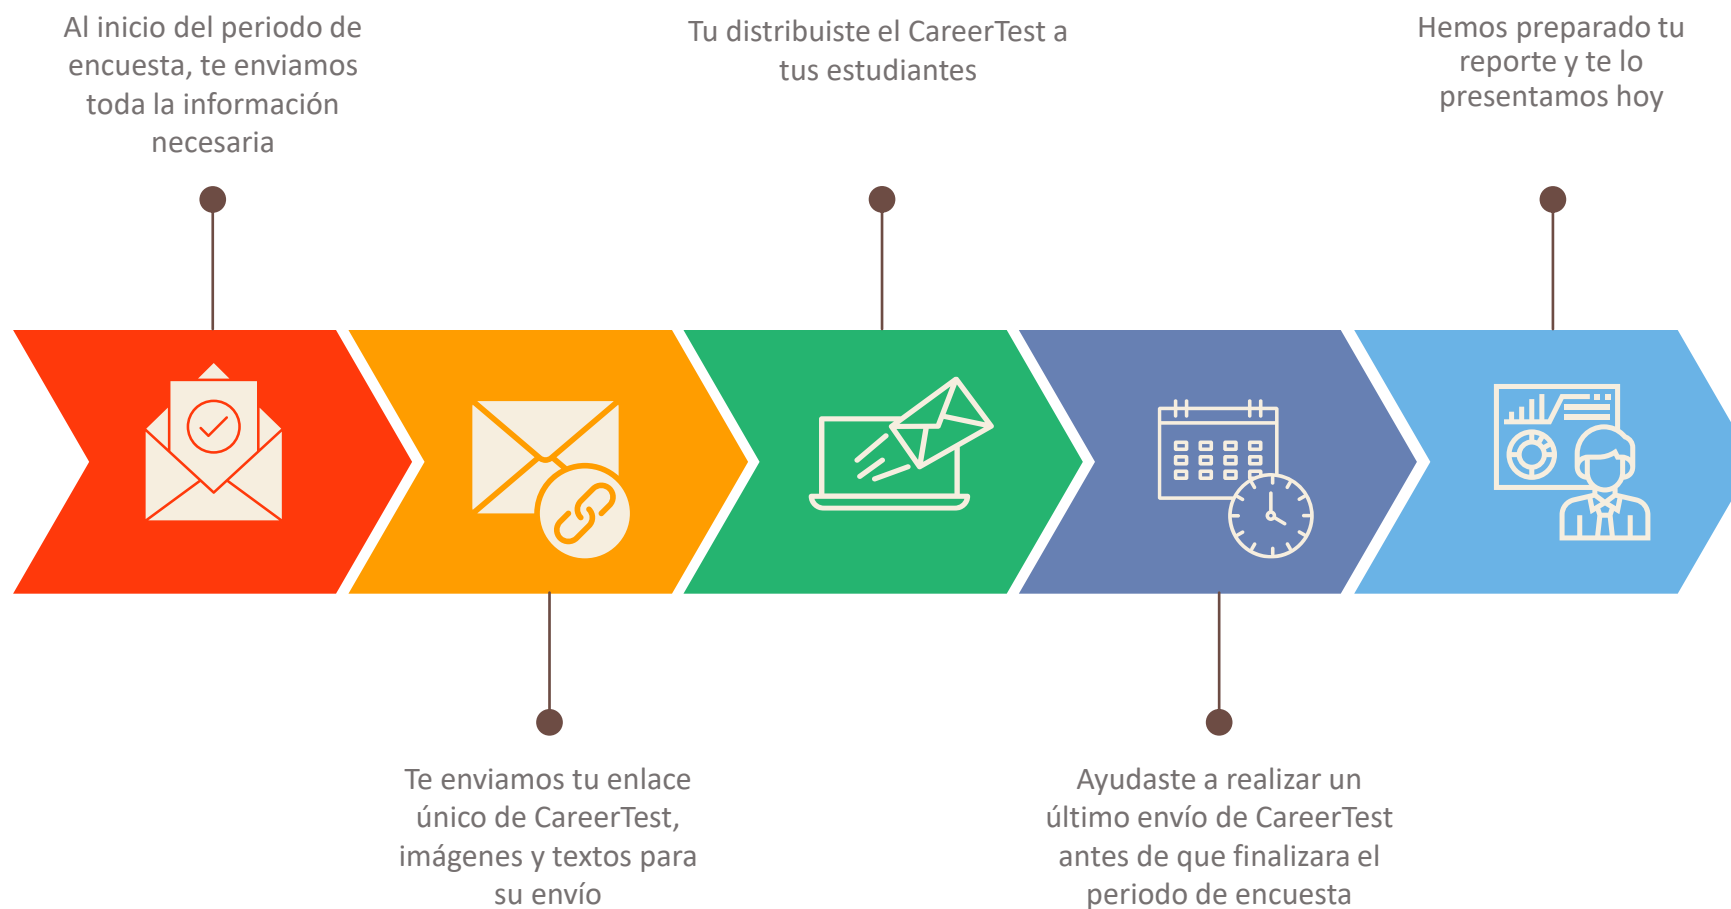 Al inicio del periodo de
encuesta, te enviamos
toda la información
necesaria
Te enviamos tu enlace
único de CareerTest,
imágenes y textos para
su envío
Tu distribuiste el CareerTest a
tus estudiantes
Ayudaste a realizar un
último envío de CareerTest
antes de que finalizara el
periodo de encuesta
Hemos preparado tu
reporte y te lo
presentamos hoy